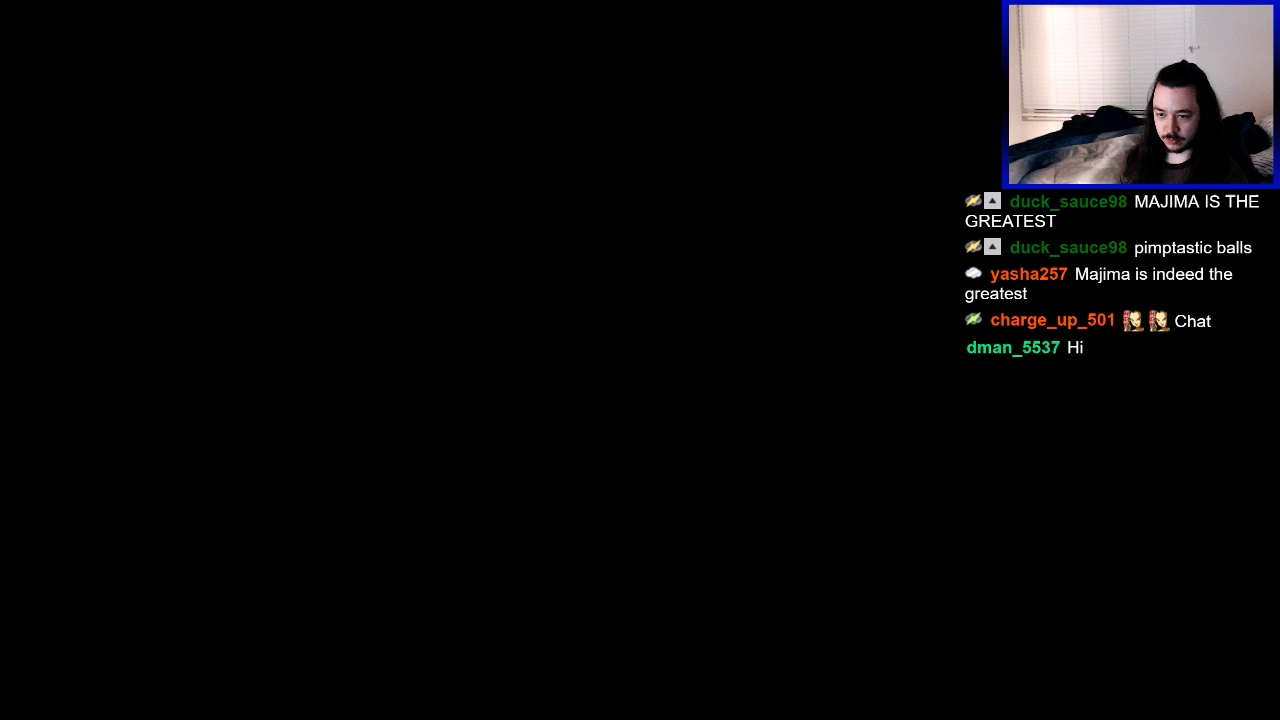 duck_sauce98 MAJIMA IS THE
GREATEST
duck_sauce98 pimptastic balls
yasha257 Majima is indeed the
greatest
charge_up_501 Chat
dman_5537 Hi